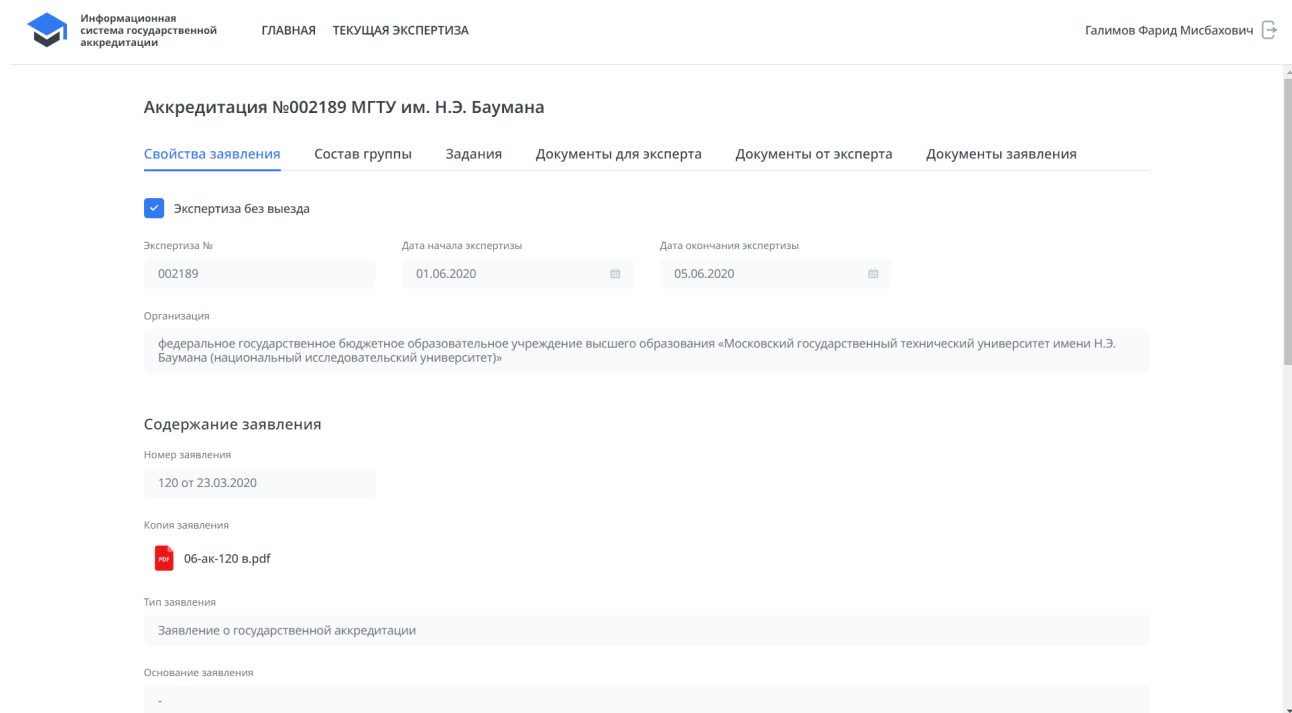 Информационная
система государственной
аккредитации
ГЛАВНАЯ ТЕКУЩАЯ ЭКСПЕРТИЗА
Галимов Фарид Мисбахович
Аккредитация №002189 МГТУ им. Н.Э. Баумана
Свойства заявления Состав группы Задания Документы для эксперта Документы от эксперта Документы заявления
Экспертиза без выезда
Экспертиза № Дата начала экспертизы Дата окончания экспертизы
002189 01.06.2020 05.06.2020
Организация
федеральное государственное бюджетное образовательное учреждение высшего образования «Московский государственный технический университет имени Н.Э.
Баумана (национальный исследовательский университет)»
Содержание заявления
Номер заявления
120 от 23.03.2020
Копия заявления
PDF 06-ак-120 в.pdf
Тип заявления
Заявление о государственной аккредитации
Основание заявления
-